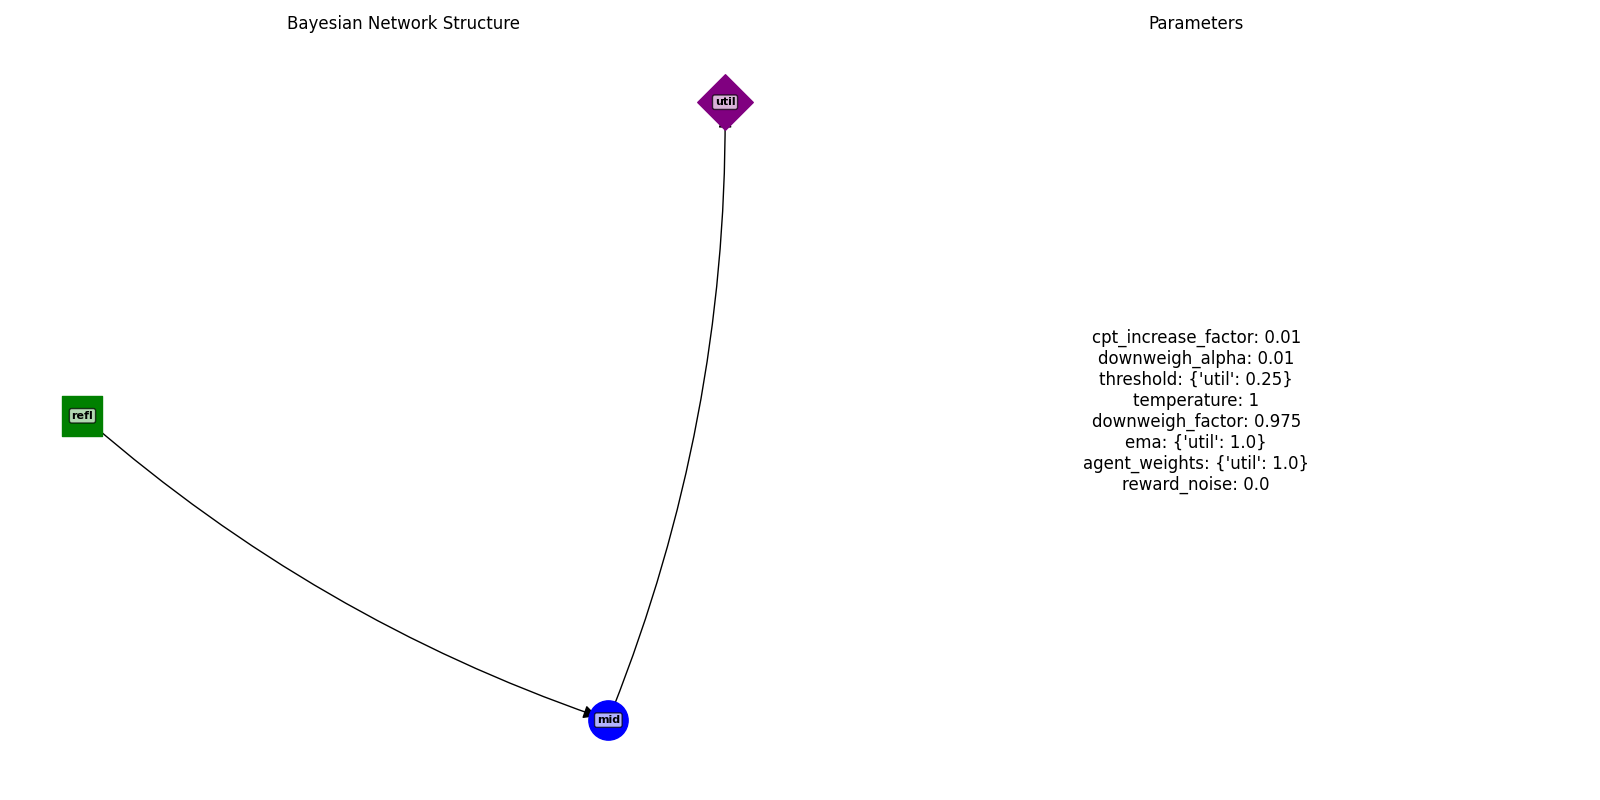 Bayesian Network Structure
Parameters
util
refl
mid
cpt_increase_factor: 0.01
downweigh_alpha: 0.01
threshold: {'util': 0.25}
temperature: 1
downweigh_factor: 0.975
ema: {'util': 1.0}
agent_weights: {'util': 1.0}
reward_noise: 0.0